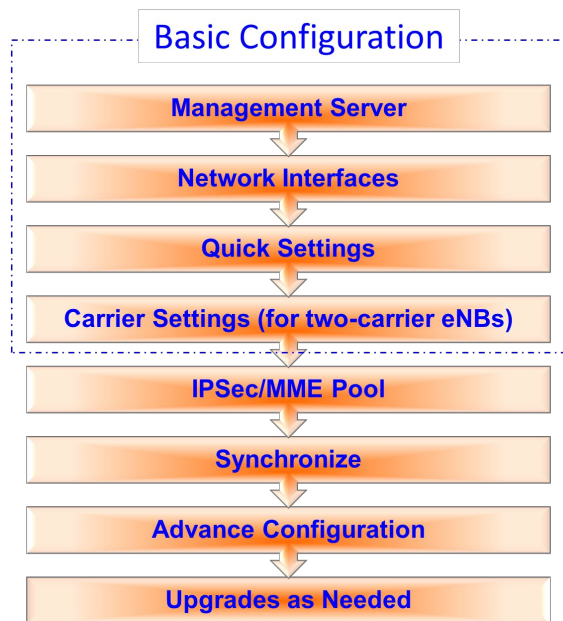 Basic Configuration
Management Server
Network Interfaces
Quick Settings
Carrier Settings (for two-carrier eNBs)
IPSec/MME Pool
Synchronize
Advance Configuration
Upgrades as Needed